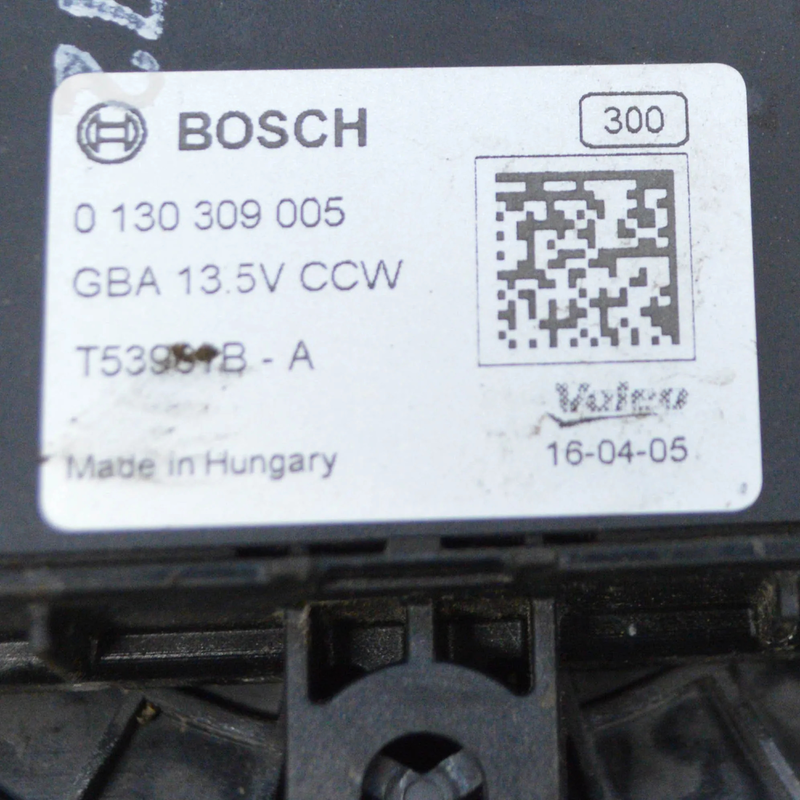 BOSCH
300
0 130 309 005
GBA 13.5V CCW
- A
Valeo
Made in Hungary
16-04-05